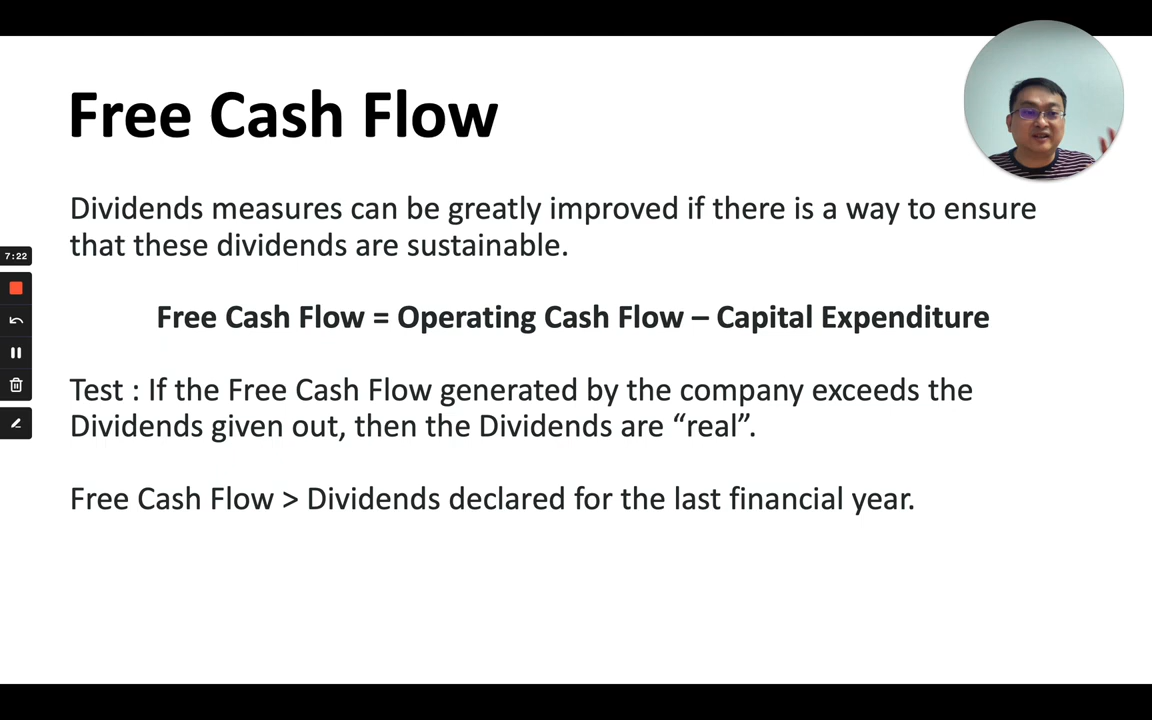 Free Cash Flow
Dividends measures can be greatly improved if there is a way to ensure
that these dividends are sustainable.
7:22
Free Cash Flow = Operating Cash Flow – Capital Expenditure
Test : If the Free Cash Flow generated by the company exceeds the
Dividends given out, then the Dividends are “real”.
Free Cash Flow > Dividends declared for the last financial year.